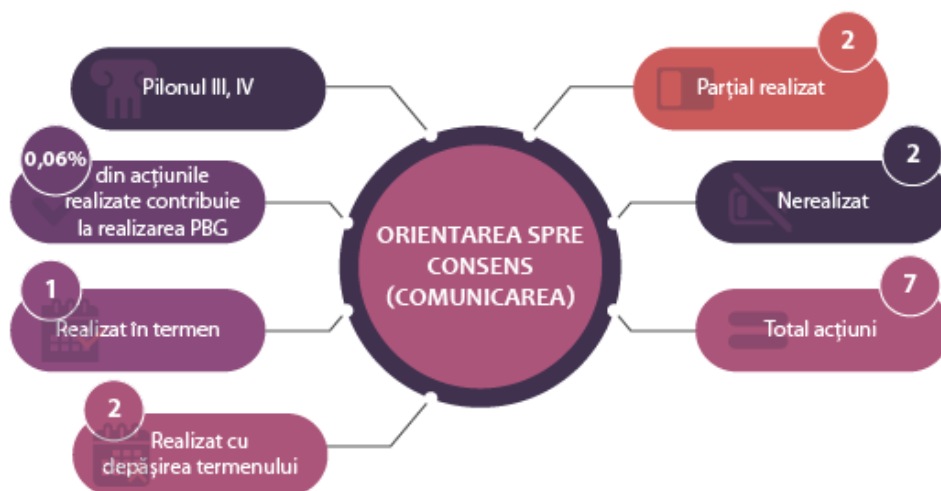 Pilonul III, IV
0,06%
din acțiunile
realizate contribuie
la realizarea PBG
1
Realizat în termen
2
Realizat cu
depășirea termenului
ORIENTAREA SPRE
CONSENS
(COMUNICAREA)
2
Parțial realizat
2
Nerealizat
7
Total acțiuni